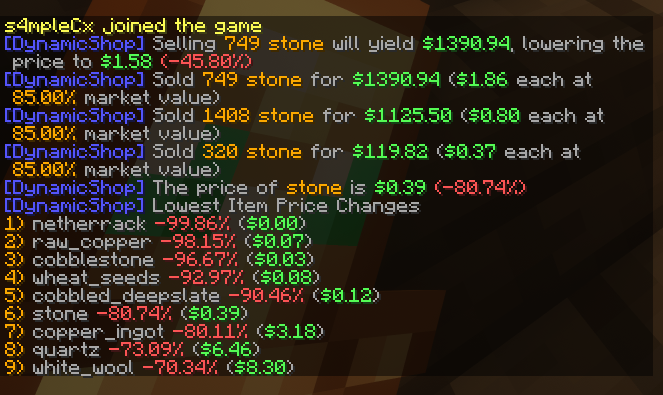 s4mpleCx joined the game
[DynamicShop] Selling 749 stone will yield $1390.94, lowering the
price to $1.58 (-45.80%)
[DynamicShop] Sold 749 stone for $1390.94 ($1.86 each at
85.00% market value)
[DynamicShop] Sold 1408 stone for $1125.50 ($0.80 each at
85.00% market value)
[DynamicShop] Sold 320 stone for $119.82 ($0.37 each at
85.00% market value)
[DynamicShop] The price of stone is $0.39 (-80.74%)
[DynamicShop] Lowest Item Price Changes
1) netherrack -99.86% ($0.00)
2) raw_copper -98.15% ($0.07)
3) cobblestone -96.67% ($0.03)
4) wheat_seeds -92.97% ($0.08)
5) cobbled_deepslate -90.46% ($0.12)
6) stone -80.74% ($0.39)
7) copper_ingot -80.11% ($3.18)
8) quartz -73.09% ($6.46)
9) white_wool -70.34% ($8.30)